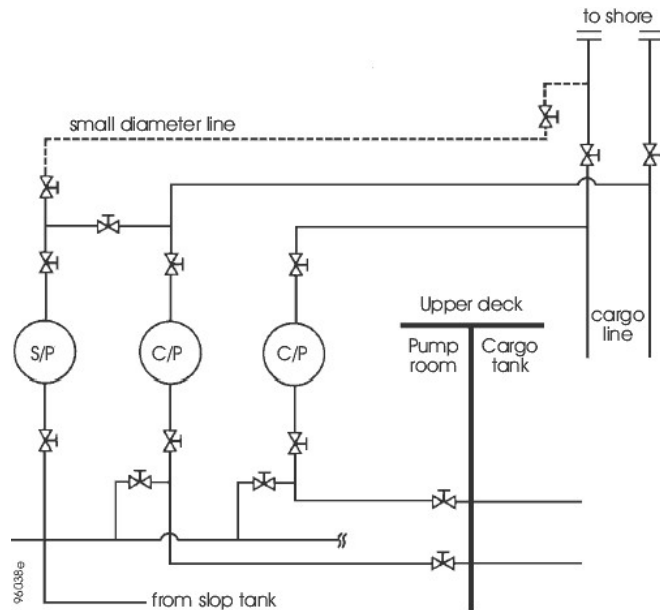 to shore
small diameter line
Upper deck
Pump room
Cargo tank
cargo line
S/P
C/P
C/P
from slop tank
96038e